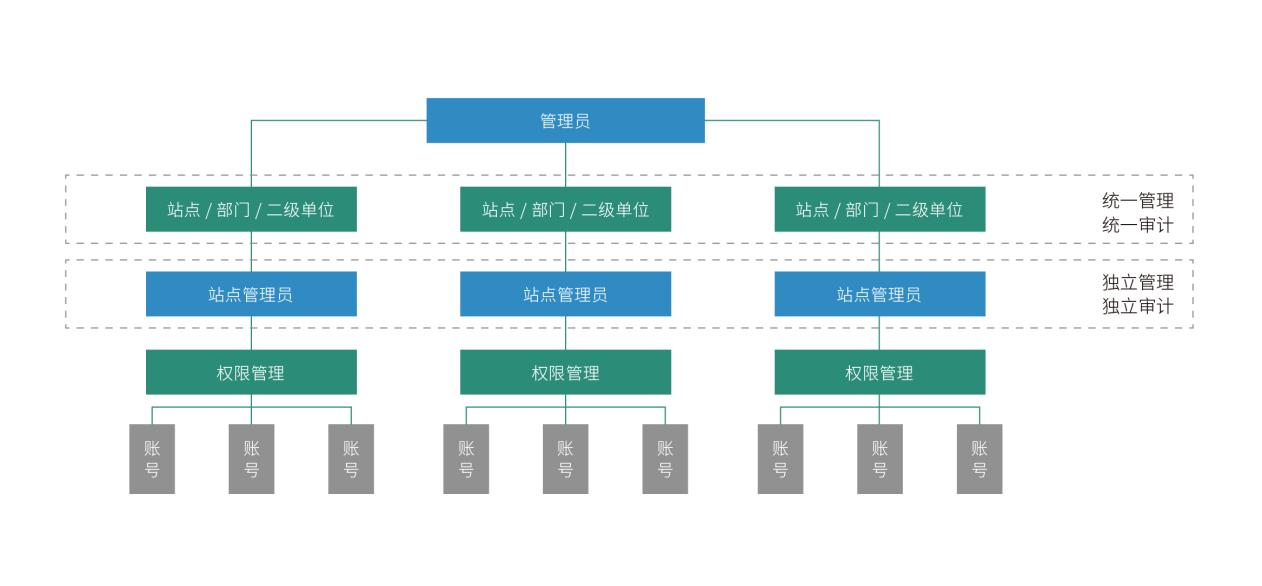 管理员
站点 / 部门 / 二级单位
站点 / 部门 / 二级单位
站点 / 部门 / 二级单位
统一管理
统一审计
站点管理员
站点管理员
站点管理员
独立管理
独立审计
权限管理
权限管理
权限管理
账号
账号
账号
账号
账号
账号
账号
账号
账号